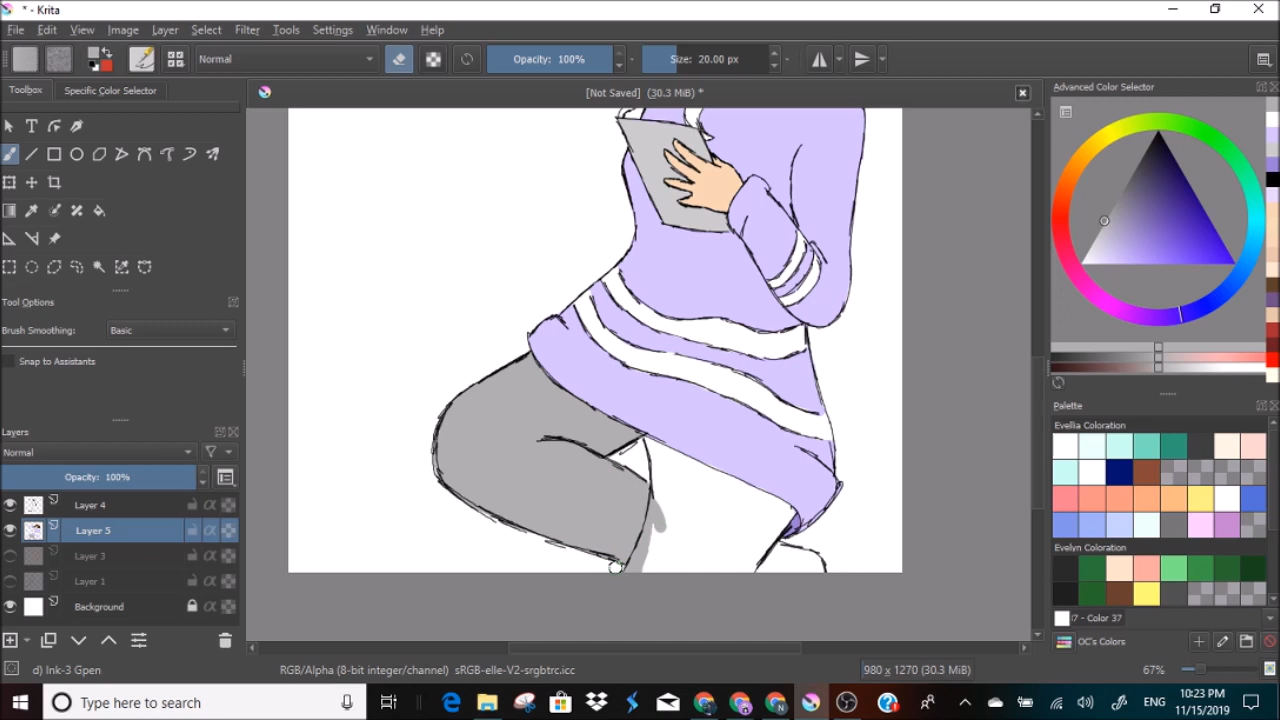 * - Krita
File Edit View Image Layer Select Filter Tools Settings Window Help
Normal Opacity: 100% Size: 20.00 px
Toolbox Specific Color Selector
[Not Saved] (30.3 MiB) *
Advanced Color Selector
Tool Options
Brush Smoothing: Basic
Snap to Assistants
Layers
Normal
Opacity: 100%
Layer 4
Layer 5
Layer 3
Layer 1
Background
Palette
Evellia Coloration
Evelyn Coloration
I7 - Color 37
OC's Colors
d) Ink-3 Gpen
RGB/Alpha (8-bit integer/channel) sRGB-elle-V2-srgbtrc.icc
980 x 1270 (30.3 MiB)
67%
Type here to search
ENG
10:23 PM
11/15/2019